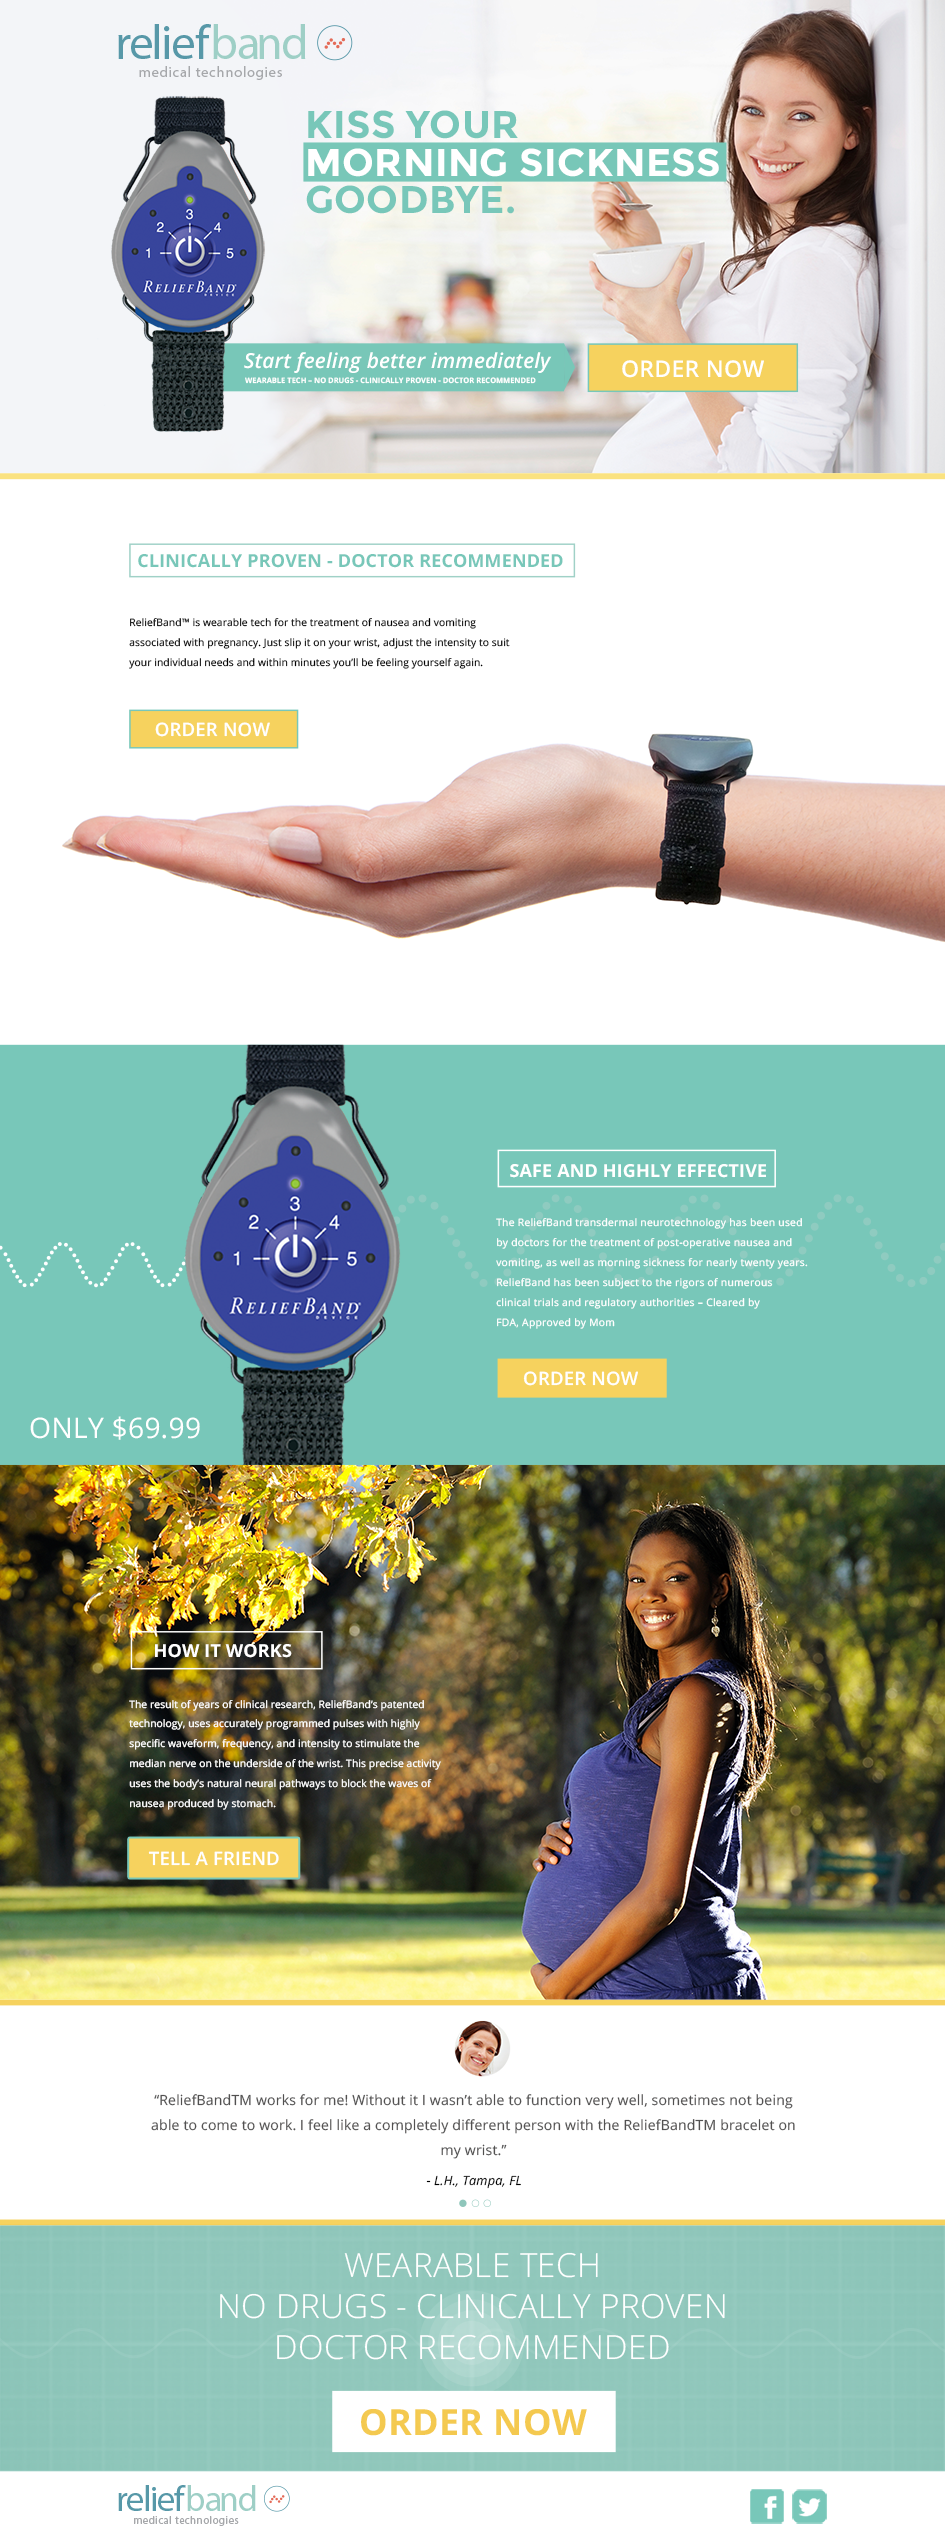 reliefband
medical technologies
KISS YOUR
MORNING SICKNESS
GOODBYE.
3
2 4
1 5
RELIEFBAND
DEVICE
Start feeling better immediately
WEARABLE TECH – NO DRUGS - CLINICALLY PROVEN - DOCTOR RECOMMENDED
ORDER NOW
CLINICALLY PROVEN - DOCTOR RECOMMENDED
ReliefBand™ is wearable tech for the treatment of nausea and vomiting
associated with pregnancy. Just slip it on your wrist, adjust the intensity to suit
your individual needs and within minutes you'll be feeling yourself again.
ORDER NOW
3
2 4
1 5
RELIEFBAND
DEVICE
ONLY $69.99
SAFE AND HIGHLY EFFECTIVE
The ReliefBand transdermal neurotechnology has been used
by doctors for the treatment of post-operative nausea and
vomiting, as well as morning sickness for nearly twenty years.
ReliefBand has been subject to the rigors of numerous
clinical trials and regulatory authorities – Cleared by
FDA, Approved by Mom
ORDER NOW
HOW IT WORKS
The result of years of clinical research, ReliefBand's patented
technology, uses accurately programmed pulses with highly
specific waveform, frequency, and intensity to stimulate the
median nerve on the underside of the wrist. This precise activity
uses the body's natural neural pathways to block the waves of
nausea produced by stomach.
TELL A FRIEND
“ReliefBandTM works for me! Without it I wasn't able to function very well, sometimes not being
able to come to work. I feel like a completely different person with the ReliefBandTM bracelet on
my wrist.”
- L.H., Tampa, FL
WEARABLE TECH
NO DRUGS - CLINICALLY PROVEN
DOCTOR RECOMMENDED
ORDER NOW
reliefband
medical technologies